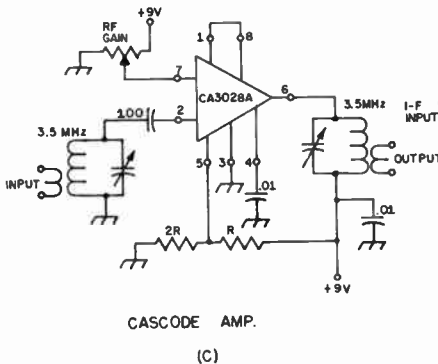 +9V
RF
GAIN
1
8
7
CA3028A
6
100
2
3.5MHz
I-F
INPUT
3.5 MHz
5
3
4
INPUT
OUTPUT
.01
2R
R
.01
+9V
CASCODE AMP.
(C)